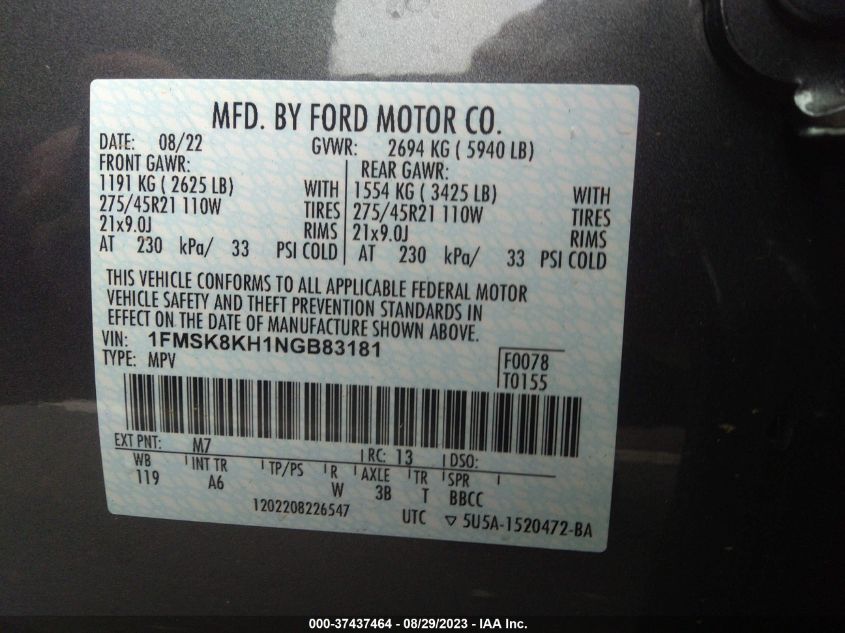 MFD. BY FORD MOTOR CO.
DATE: 08/22 GVWR: 2694 KG ( 5940 LB)
FRONT GAWR: REAR GAWR:
1191 KG ( 2625 LB) WITH 1554 KG ( 3425 LB) WITH
275/45R21 110W TIRES 275/45R21 110W TIRES
21x9.0J RIMS 21x9.0J RIMS
AT 230 kPa/ 33 PSI COLD AT 230 kPa/ 33 PSI COLD
THIS VEHICLE CONFORMS TO ALL APPLICABLE FEDERAL MOTOR
VEHICLE SAFETY AND THEFT PREVENTION STANDARDS IN
EFFECT ON THE DATE OF MANUFACTURE SHOWN ABOVE.
VIN: 1FMSK8KH1NGB83181
TYPE: MPV F0078
T0155
EXT PNT: M7 RC: 13 DSO:
WB INT TR TP/PS R AXLE TR SPR
119 A6 W 3B T BBCC
1202208226547 UTC ▽ 5U5A-1520472-BA
000-37437464 - 08/29/2023 - IAA Inc.